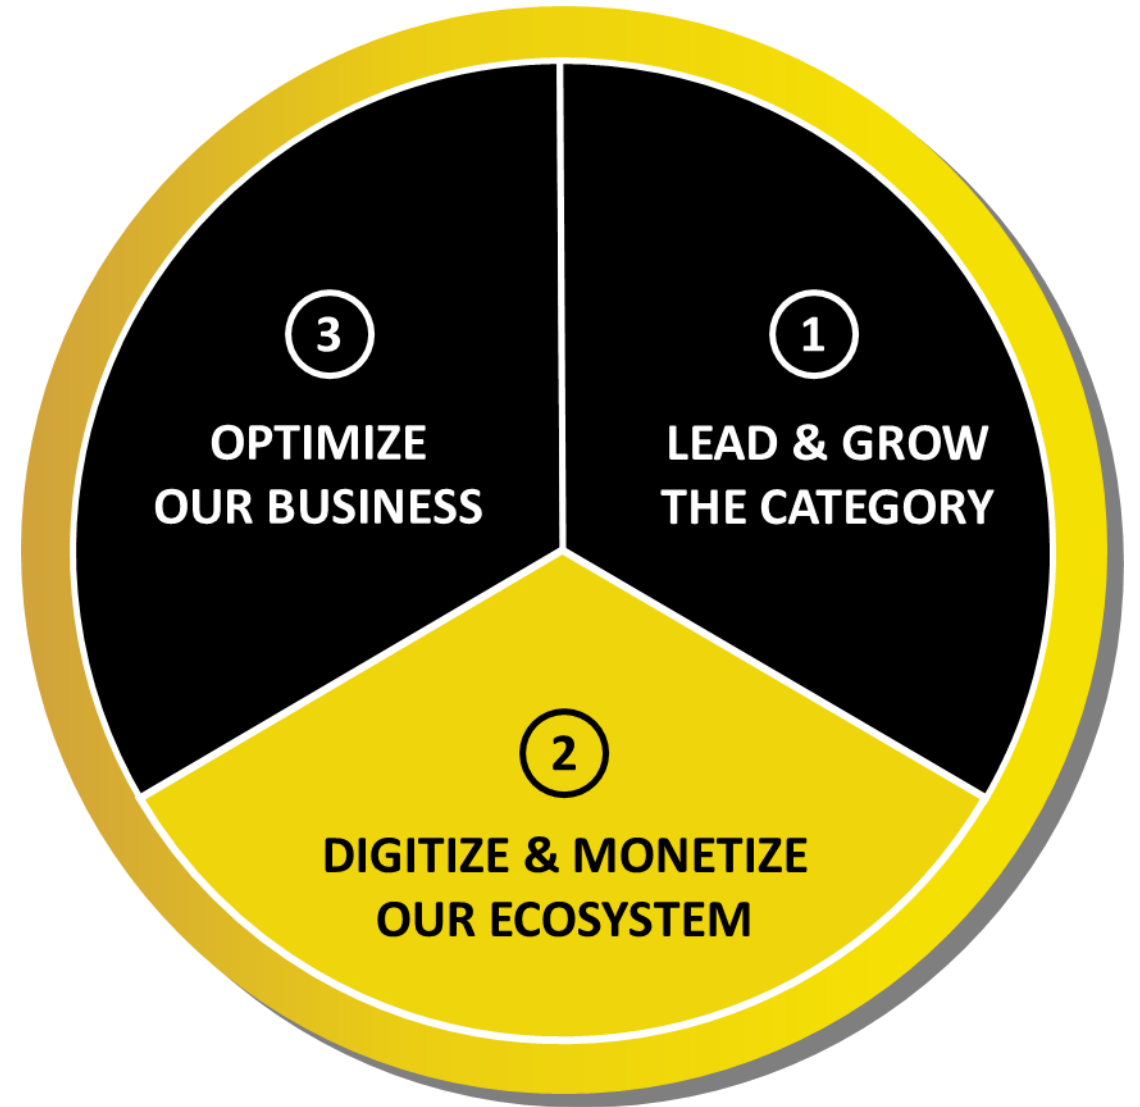 1
LEAD & GROW
THE CATEGORY
2
DIGITIZE & MONETIZE
OUR ECOSYSTEM
3
OPTIMIZE
OUR BUSINESS